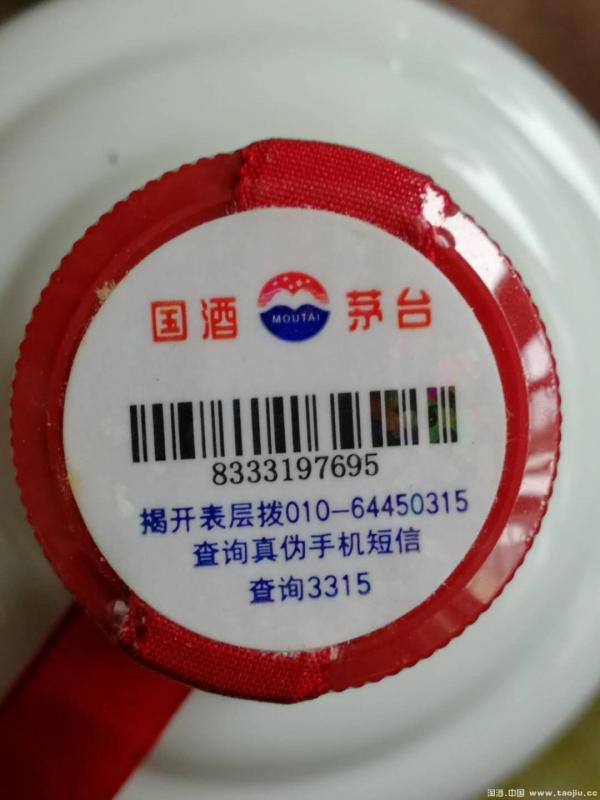 国酒 MOUTAI 茅台
8333197695
揭开表层拨010-64450315
查询真伪手机短信
查询3315
淘酒.中国 www.taojiu.cc